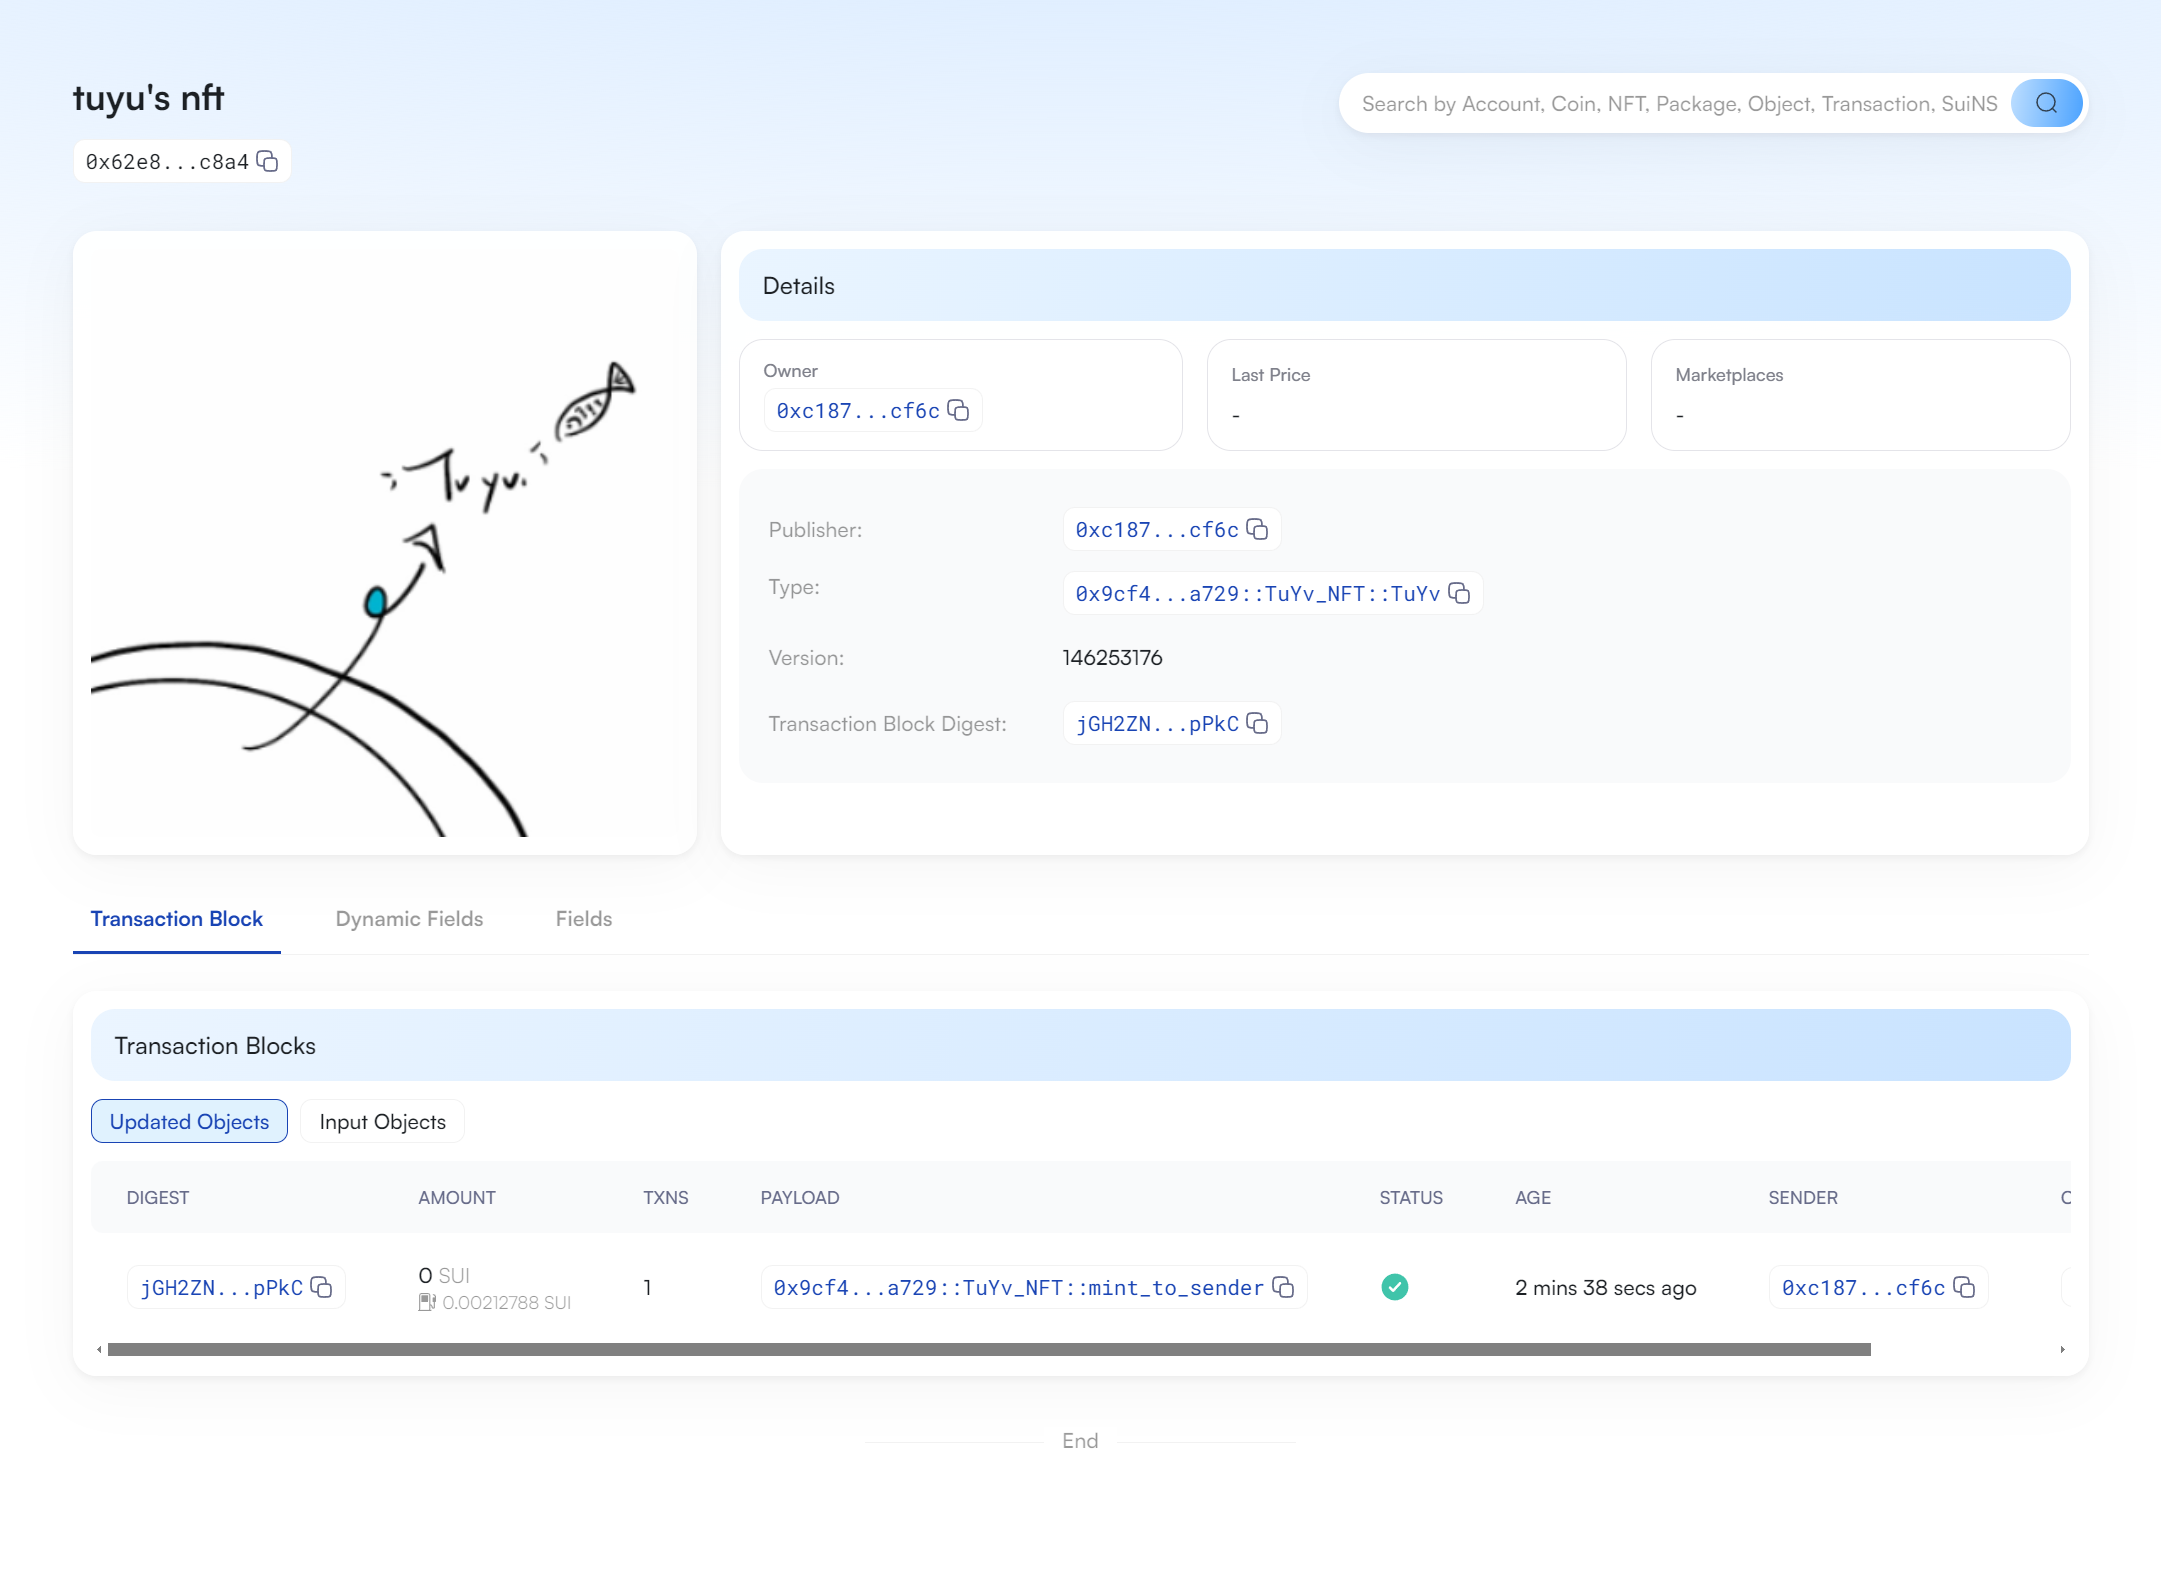 tuyu's nft
Search by Account, Coin, NFT, Package, Object, Transaction, SuiNS
0x62e8...c8a4
Tu yu.
Details
Owner
0xc187...cf6c
Last Price
-
Marketplaces
-
Publisher:
0xc187...cf6c
Type:
0x9cf4...a729::TuYv_NFT::TuYv
Version:
146253176
Transaction Block Digest:
jGH2ZN...pPkC
Transaction Block Dynamic Fields Fields
Transaction Blocks
Updated Objects Input Objects
DIGEST AMOUNT TXNS PAYLOAD STATUS AGE SENDER
jGH2ZN...pPkC 0 SUI 1 0x9cf4...a729::TuYv_NFT::mint_to_sender 2 mins 38 secs ago 0xc187...cf6c
0.00212788 SUI
End